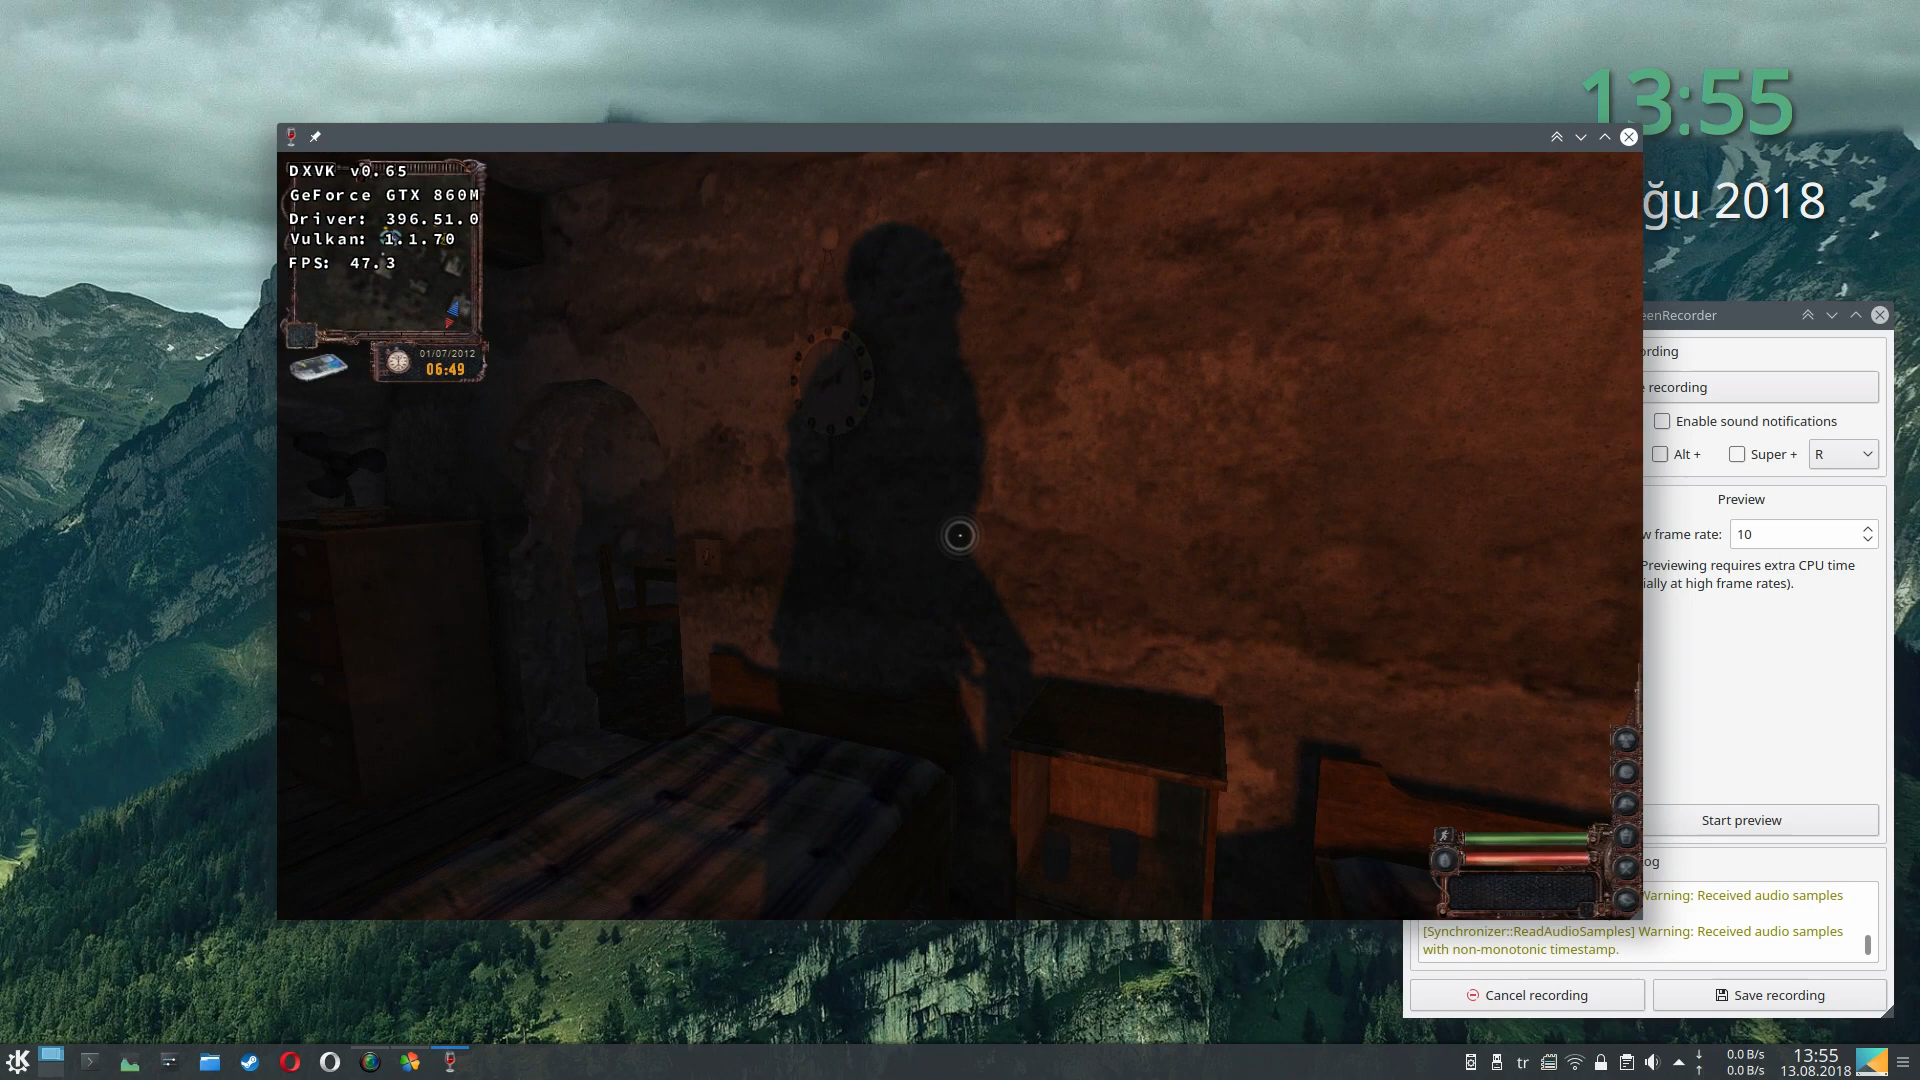 13:55
ğu 2018
DXVK v0.65
GeForce GTX 860M
Driver: 396.51.0
Vulkan: 1.1.70
FPS: 47.3
01/07/2012
06:49
eenRecorder
rding
recording
Enable sound notifications
Alt +
Super +
R
Preview
w frame rate:
10
Previewing requires extra CPU time
ially at high frame rates).
Start preview
og
Warning: Received audio samples
[Synchronizer::ReadAudioSamples] Warning: Received audio samples
with non-monotonic timestamp.
Cancel recording
Save recording
tr
0.0 B/s
0.0 B/s
13:55
13.08.2018